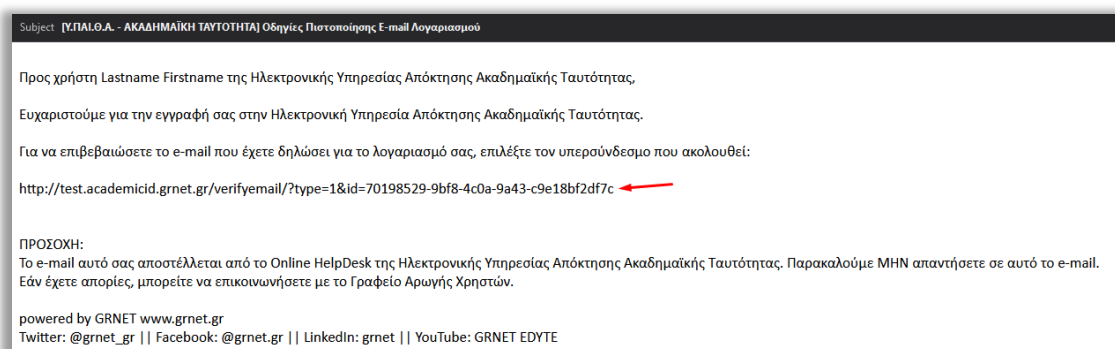 Subject [Υ.ΠΑΙ.Θ.Α. - ΑΚΑΔΗΜΑΪΚΗ ΤΑΥΤΟΤΗΤΑ] Οδηγίες Πιστοποίησης E-mail Λογαριασμού
Προς χρήστη Lastname Firstname της Ηλεκτρονικής Υπηρεσίας Απόκτησης Ακαδημαϊκής Ταυτότητας,
Ευχαριστούμε για την εγγραφή σας στην Ηλεκτρονική Υπηρεσία Απόκτησης Ακαδημαϊκής Ταυτότητας.
Για να επιβεβαιώσετε το e-mail που έχετε δηλώσει για το λογαριασμό σας, επιλέξτε τον υπερσύνδεσμο που ακολουθεί:
http://test.academicid.grnet.gr/verifyemail/?type=1&id=70198529-9bf8-4c0a-9a43-c9e18bf2df7c
ΠΡΟΣΟΧΗ:
Το e-mail αυτό σας αποστέλλεται από το Online HelpDesk της Ηλεκτρονικής Υπηρεσίας Απόκτησης Ακαδημαϊκής Ταυτότητας. Παρακαλούμε ΜΗΝ απαντήσετε σε αυτό το e-mail.
Εάν έχετε απορίες, μπορείτε να επικοινωνήσετε με το Γραφείο Αρωγής Χρηστών.
powered by GRNET www.grnet.gr
Twitter: @grnet_gr || Facebook: @grnet.gr || LinkedIn: grnet || YouTube: GRNET EDYTE